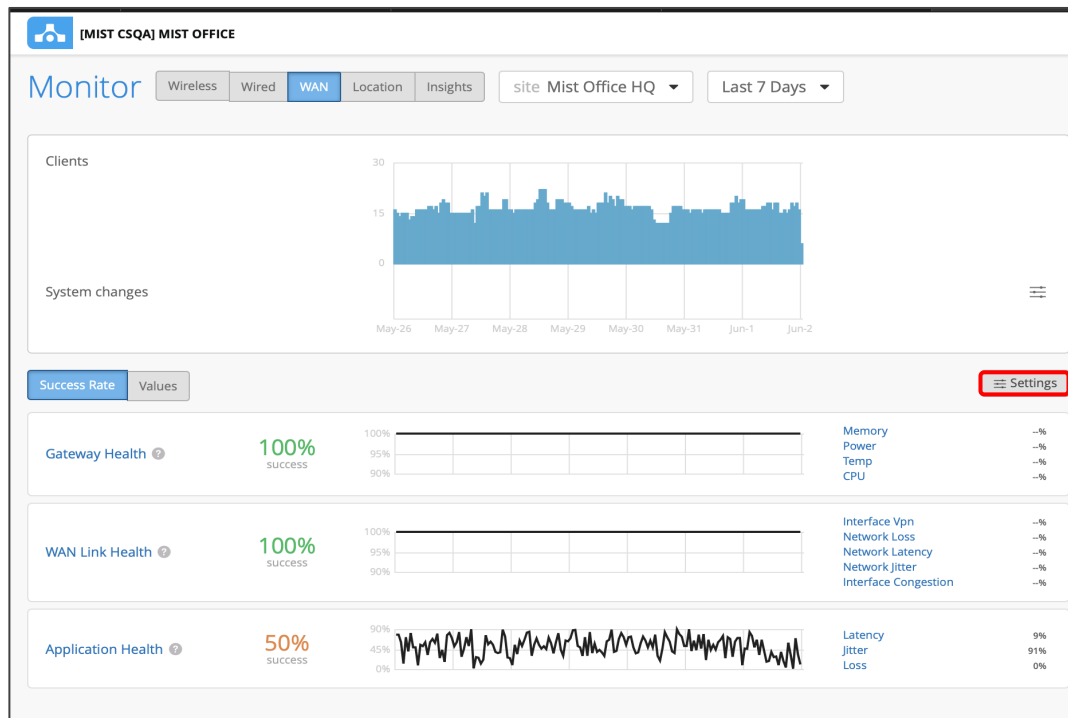 [MIST CSQA] MIST OFFICE
Monitor Wireless Wired WAN Location Insights site Mist Office HQ Last 7 Days
Clients
30
15
0
System changes
May-26 May-27 May-28 May-29 May-30 May-31 Jun-1 Jun-2
Success Rate Values Settings
Gateway Health ?
100%
success
100%
95%
90%
Memory --%
Power --%
Temp --%
CPU --%
WAN Link Health ?
100%
success
100%
95%
90%
Interface Vpn --%
Network Loss --%
Network Latency --%
Network Jitter --%
Interface Congestion --%
Application Health ?
50%
success
90%
45%
0%
Latency 9%
Jitter 91%
Loss 0%